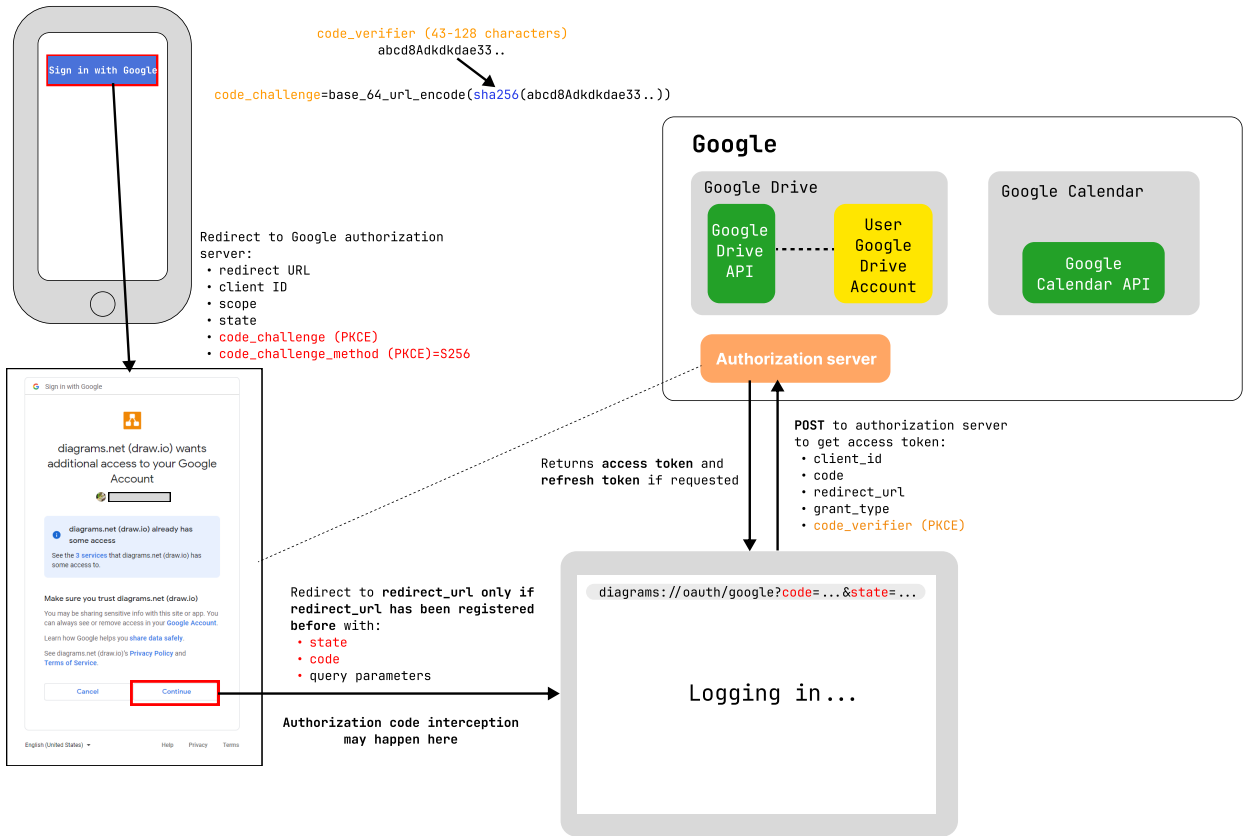 Sign in with Google
code_verifier (43-128 characters)
abcd8Adkdkdae33..
code_challenge=base_64_url_encode(sha256(abcd8Adkdkdae33..))
Google
Google Drive
Google
Drive
API
User
Google
Drive
Account
Google Calendar
Google
Calendar API
Authorization server
Redirect to Google authorization
server:
• redirect URL
• client ID
• scope
• state
• code_challenge (PKCE)
• code_challenge_method (PKCE)=S256
Sign in with Google
diagrams.net (draw.io) wants
additional access to your Google
Account
diagrams.net (draw.io) already has
some access
See the 3 services that diagrams.net (draw.io) has
some access to.
Make sure you trust diagrams.net (draw.io)
You may be sharing sensitive info with this site or app. You
can always see or remove access in your Google Account.
Learn how Google helps you share data safely.
See diagrams.net (draw.io)'s Privacy Policy and
Terms of Service.
Cancel
Continue
English (United States)
Help
Privacy
Terms
Returns access token and
refresh token if requested
POST to authorization server
to get access token:
• client_id
• code
• redirect_url
• grant_type
• code_verifier (PKCE)
Redirect to redirect_url only if
redirect_url has been registered
before with:
• state
• code
• query parameters
Authorization code interception
may happen here
diagrams://oauth/google?code=...&state=...
Logging in...